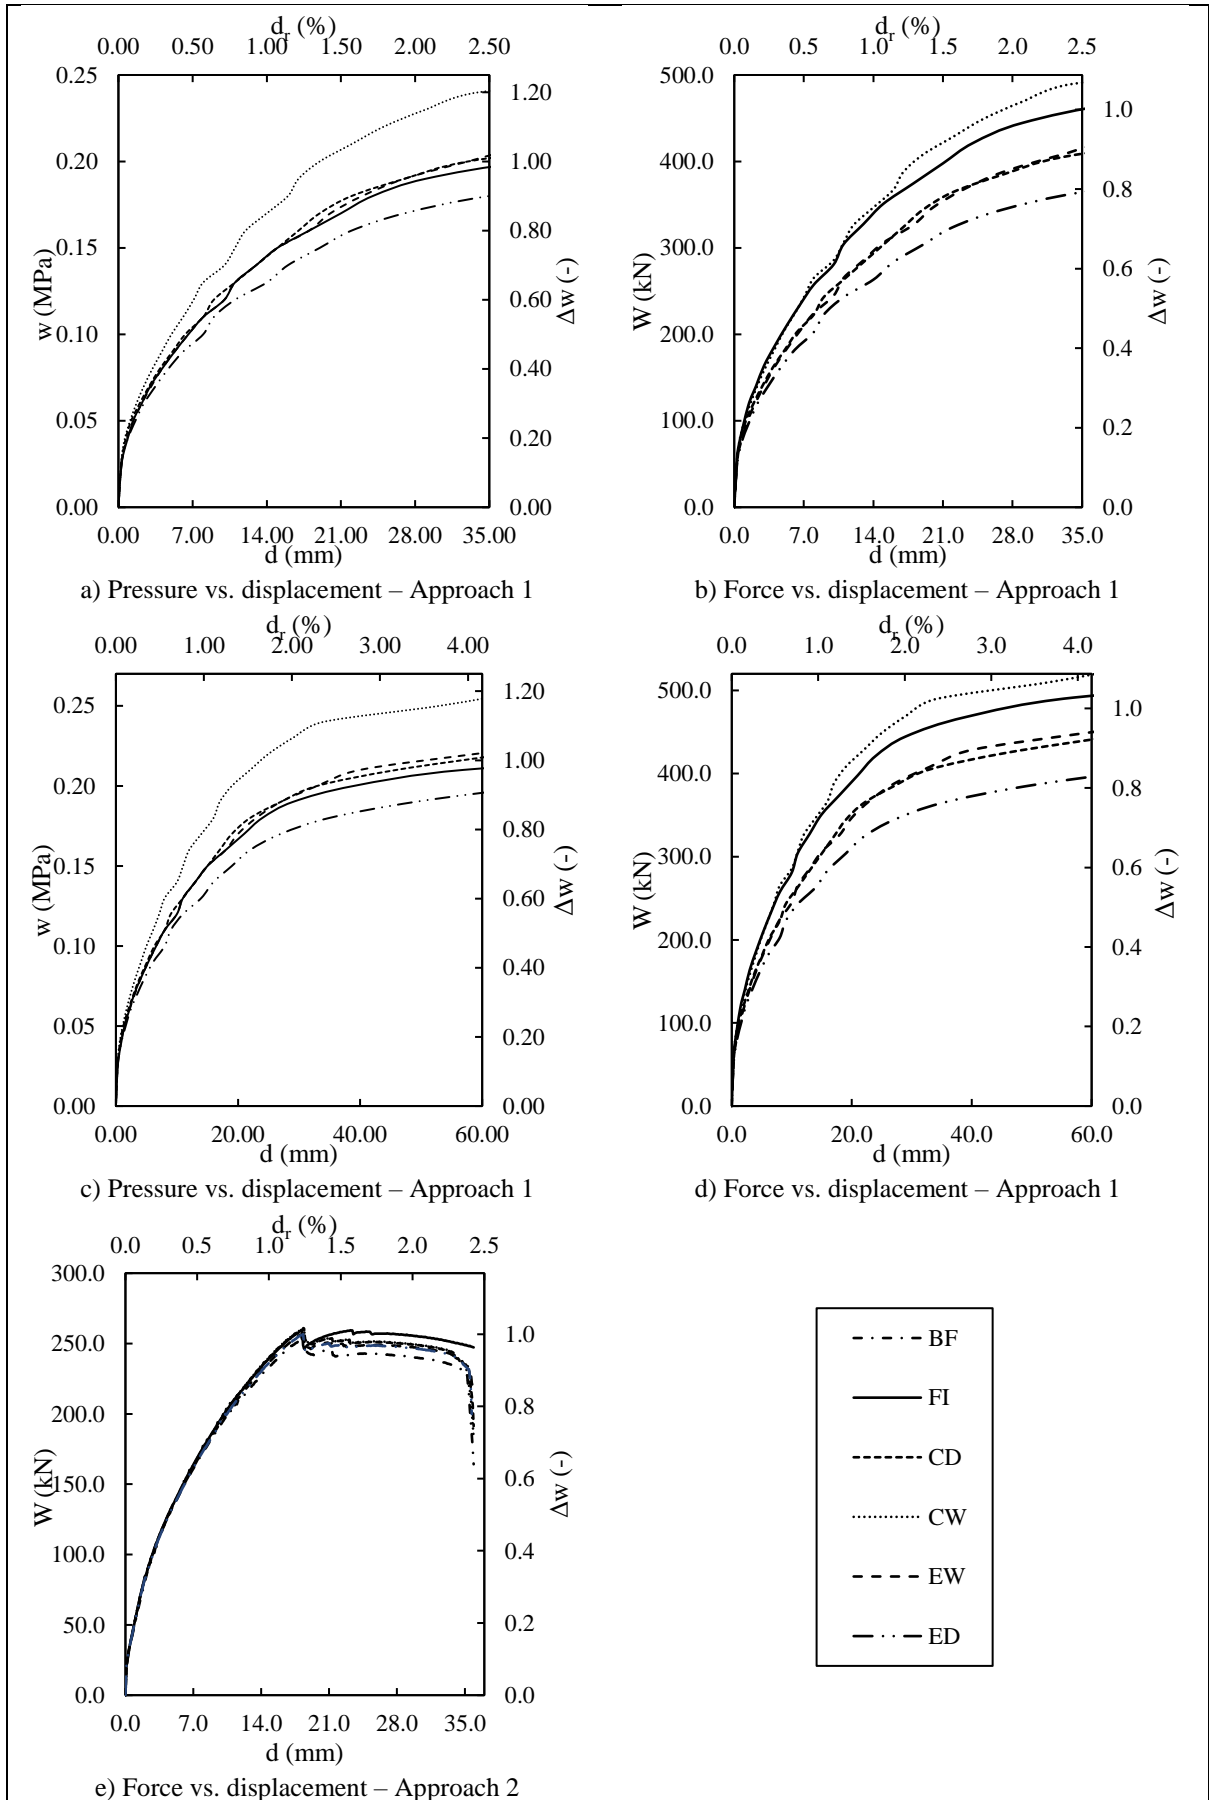 d_r (%)
0.00 0.50 1.00 1.50 2.00 2.50
0.25
0.20
0.15
0.10
0.05
0.00
w (MPa)
1.20
1.00
0.80
0.60
0.40
0.20
0.00
Δw (-)
0.00 7.00 14.00 21.00 28.00 35.00
d (mm)
a) Pressure vs. displacement – Approach 1
d_r (%)
0.0 0.5 1.0 1.5 2.0 2.5
500.0
400.0
300.0
200.0
100.0
0.0
W (kN)
1.0
0.8
0.6
0.4
0.2
0.0
Δw (-)
0.0 7.0 14.0 21.0 28.0 35.0
d (mm)
b) Force vs. displacement – Approach 1
d_r (%)
0.00 1.00 2.00 3.00 4.00
0.25
0.20
0.15
0.10
0.05
0.00
w (MPa)
1.20
1.00
0.80
0.60
0.40
0.20
0.00
Δw (-)
0.00 20.00 40.00 60.00
d (mm)
c) Pressure vs. displacement – Approach 1
d_r (%)
0.0 1.0 2.0 3.0 4.0
500.0
400.0
300.0
200.0
100.0
0.0
W (kN)
1.0
0.8
0.6
0.4
0.2
0.0
Δw (-)
0.0 20.0 40.0 60.0
d (mm)
d) Force vs. displacement – Approach 1
d_r (%)
0.0 0.5 1.0 1.5 2.0 2.5
300.0
250.0
200.0
150.0
100.0
50.0
0.0
W (kN)
1.0
0.8
0.6
0.4
0.2
0.0
Δw (-)
0.0 7.0 14.0 21.0 28.0 35.0
d (mm)
e) Force vs. displacement – Approach 2
BF
FI
CD
CW
EW
ED